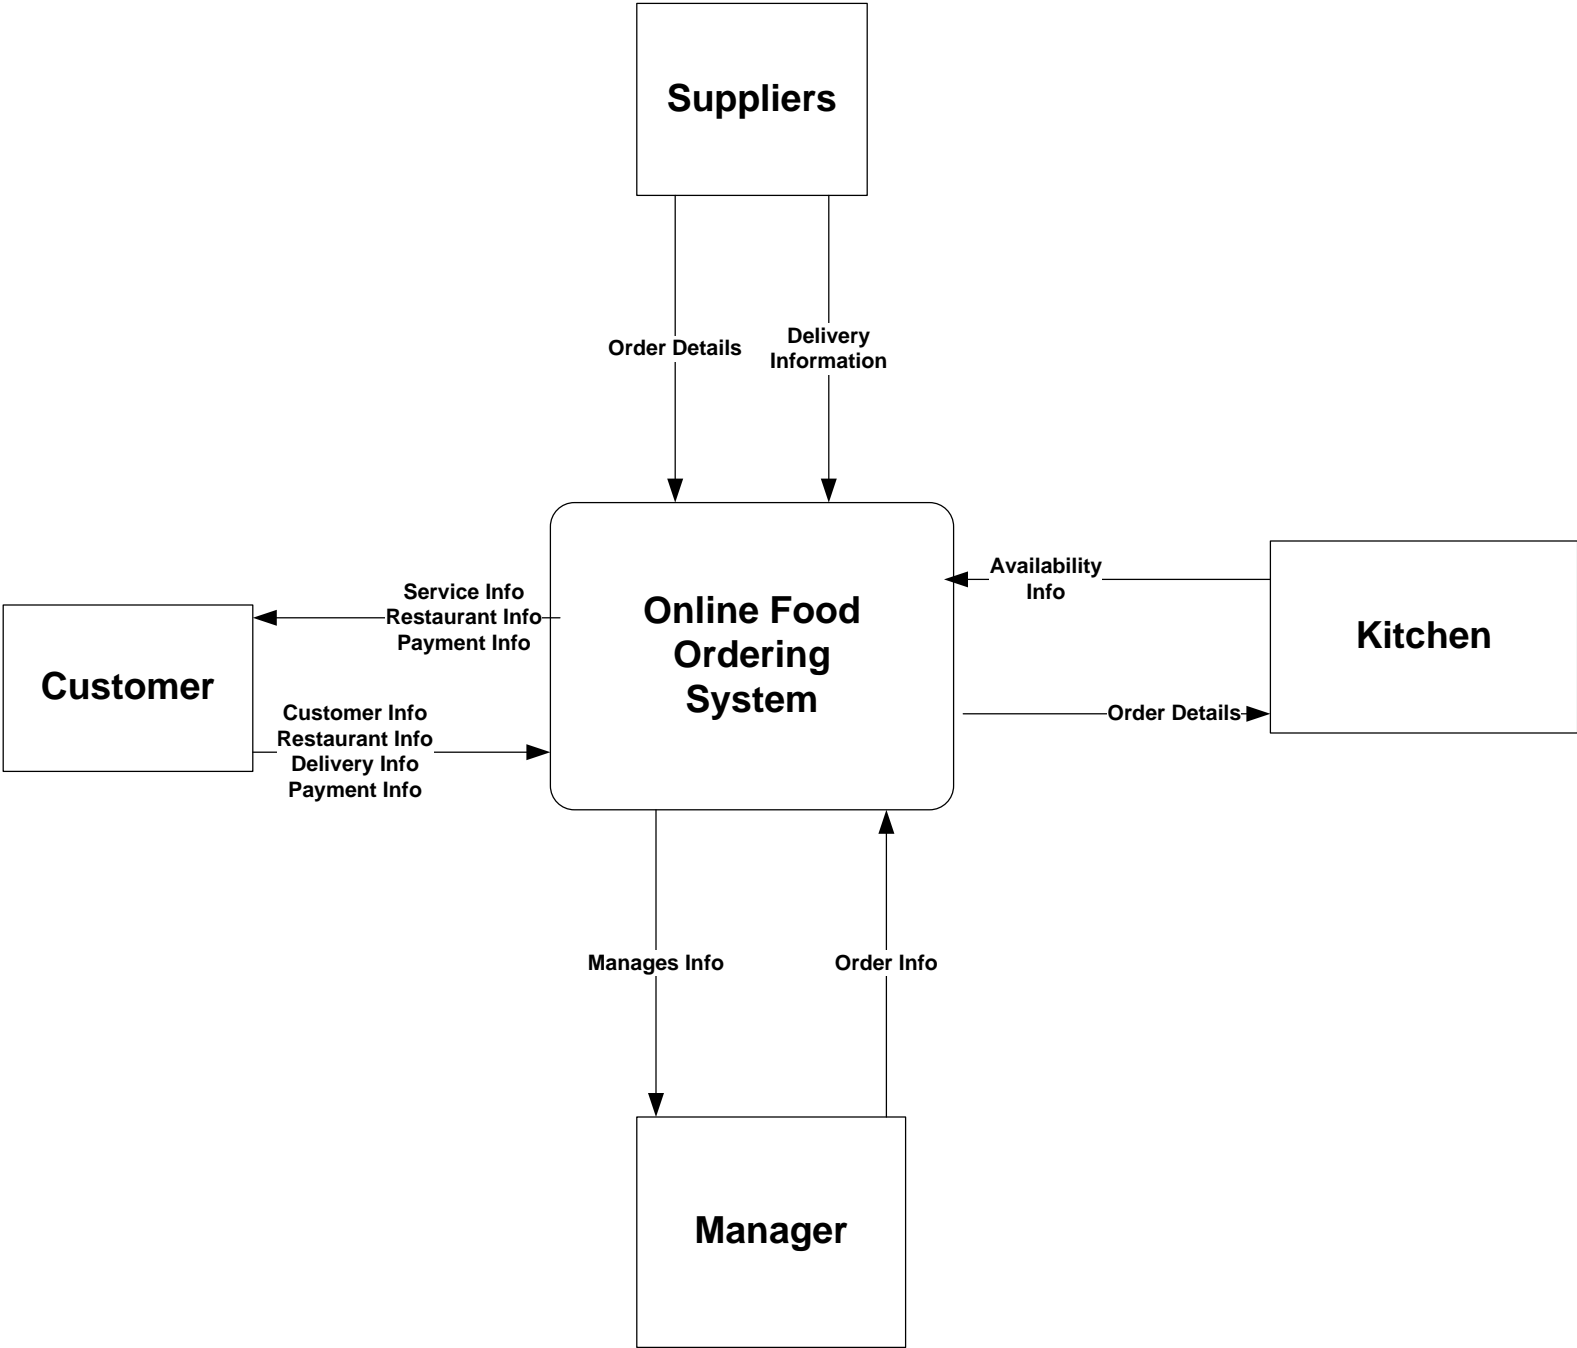 Suppliers
Order Details
Delivery
Information
Availability
Info
Service Info
Restaurant Info
Payment Info
Online Food
Ordering
System
Kitchen
Customer
Customer Info
Restaurant Info
Delivery Info
Payment Info
Order Details
Manages Info
Order Info
Manager